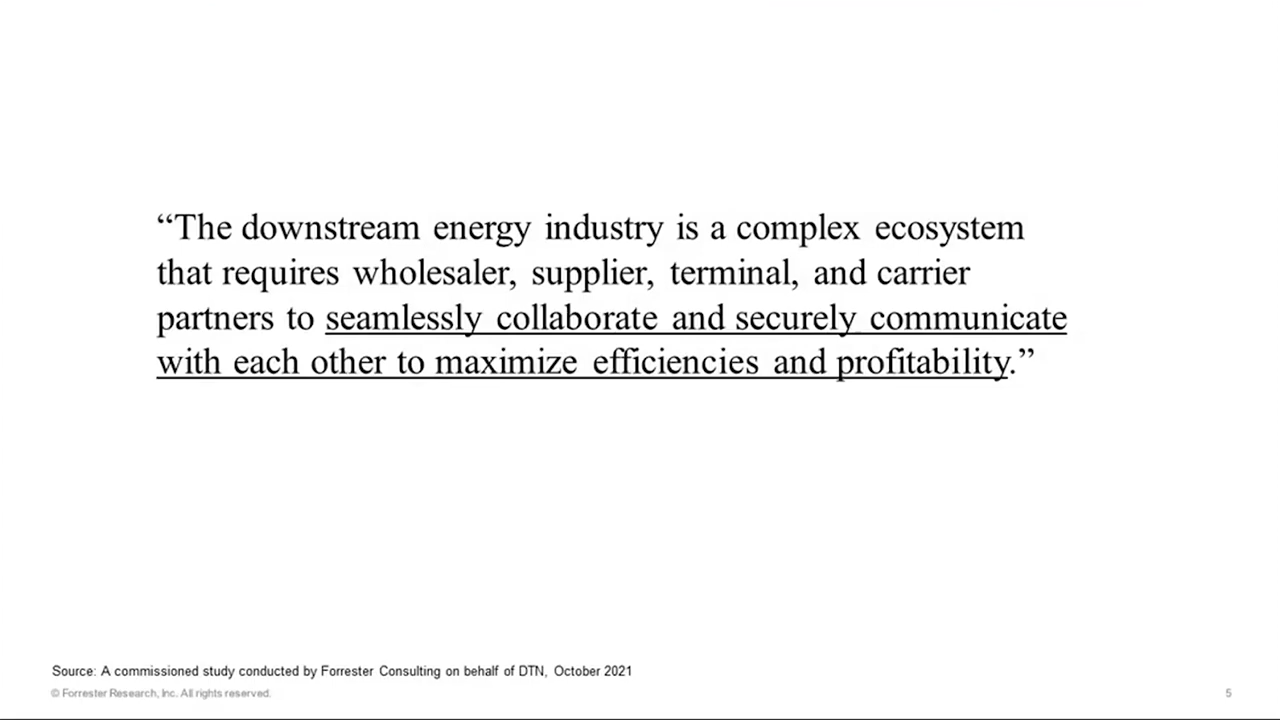 “The downstream energy industry is a complex ecosystem
that requires wholesaler, supplier, terminal, and carrier
partners to seamlessly collaborate and securely communicate
with each other to maximize efficiencies and profitability.”
Source: A commissioned study conducted by Forrester Consulting on behalf of DTN, October 2021
© Forrester Research, Inc. All rights reserved.
5